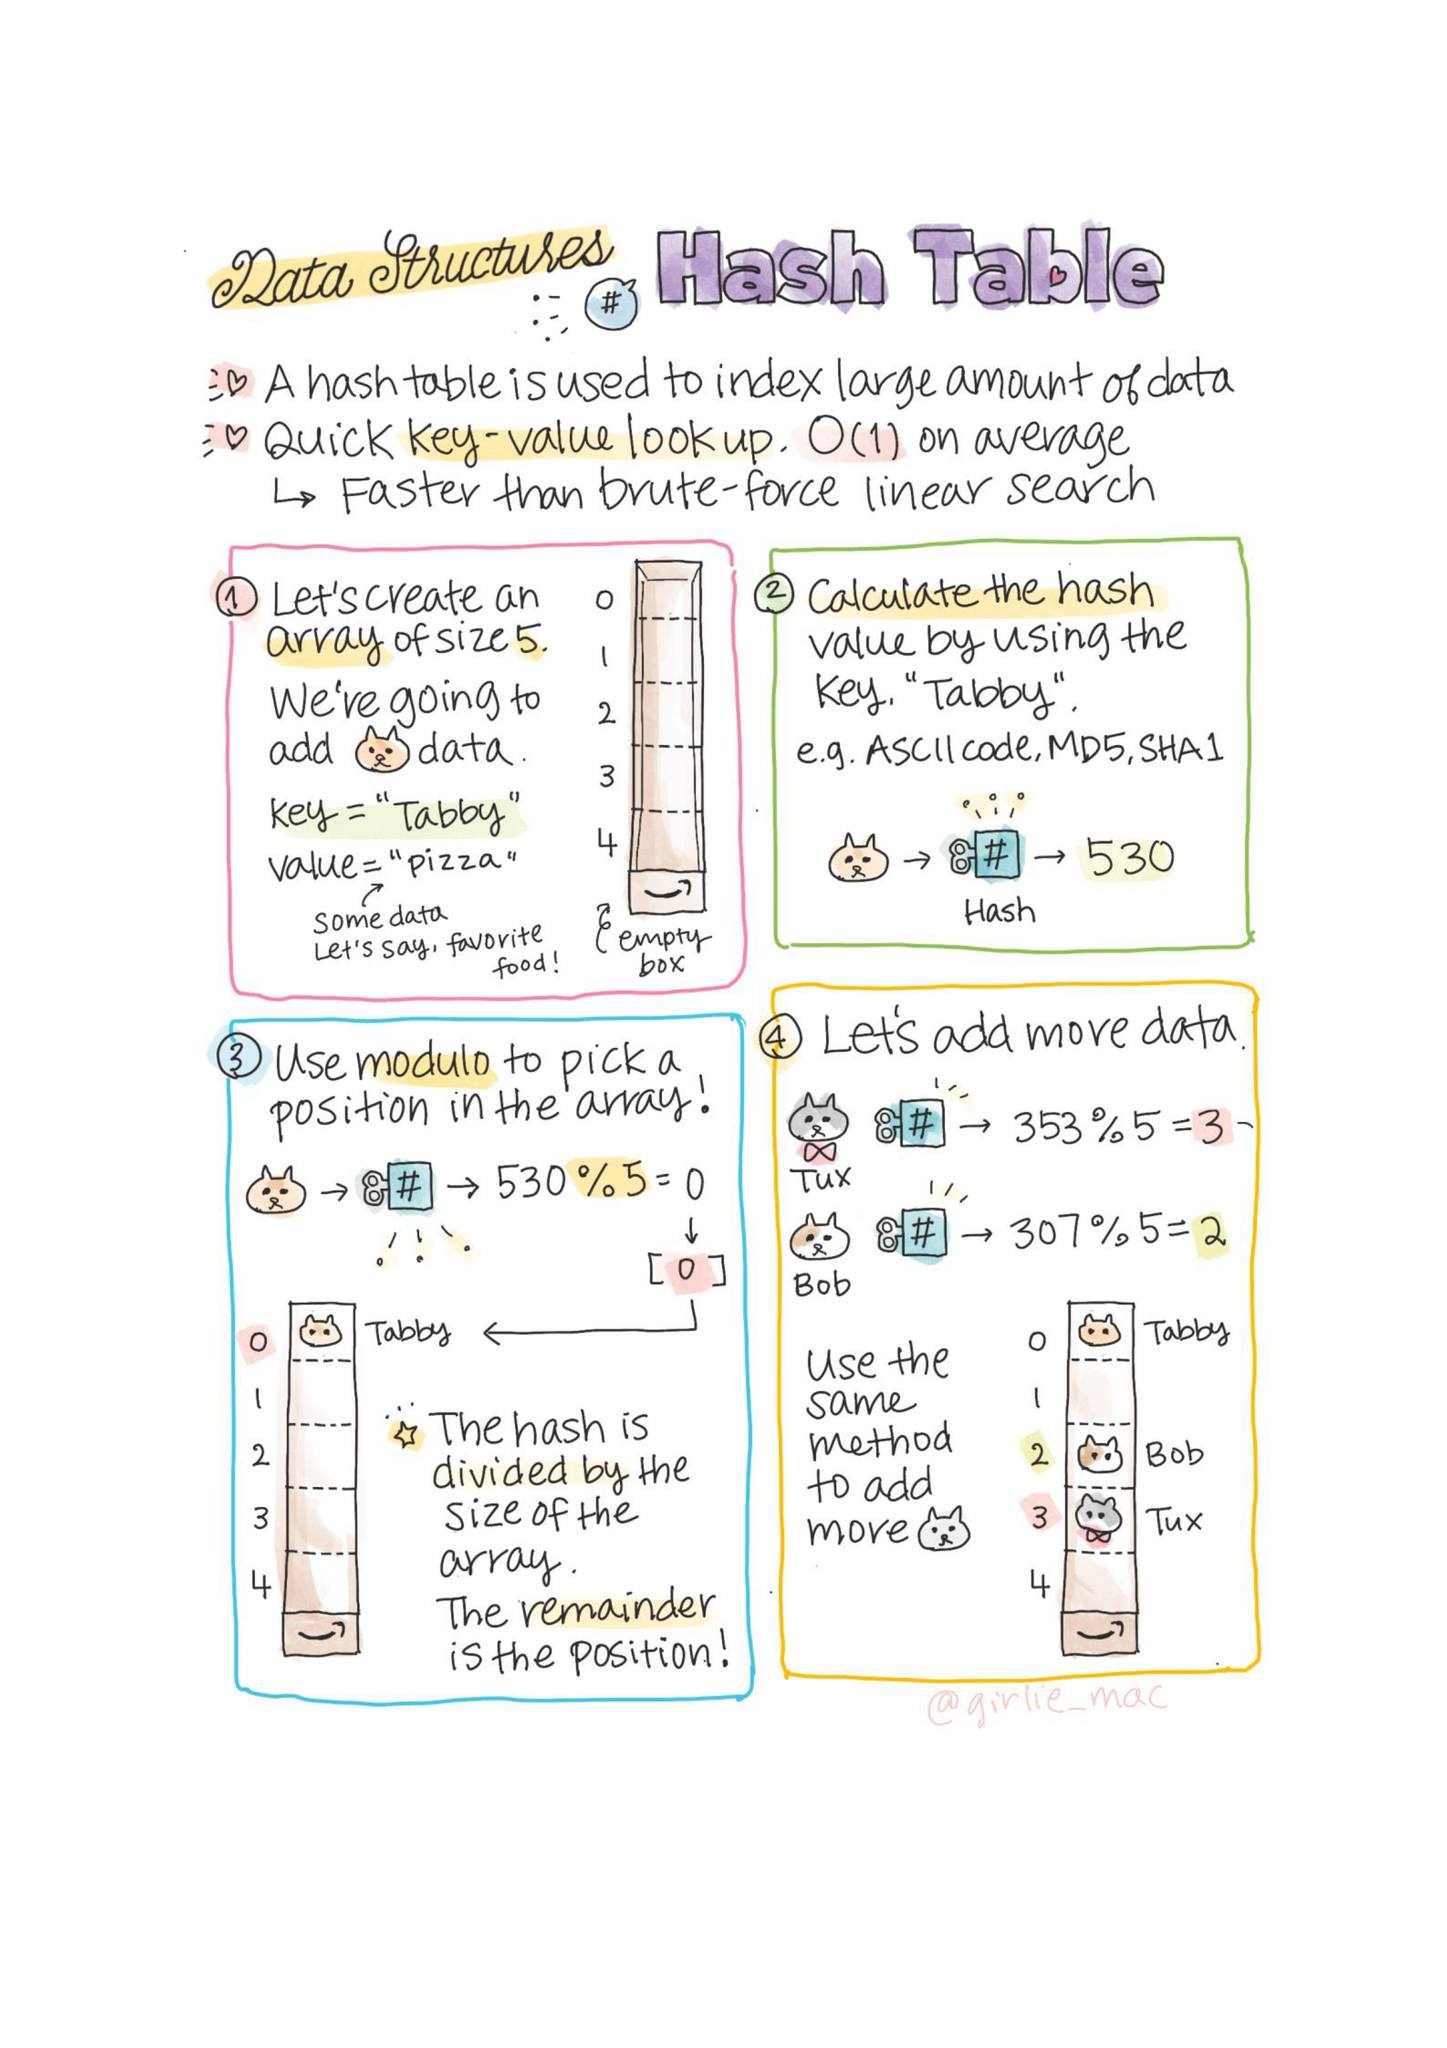 Data Structures
#
Hash Table
A hash table is used to index large amount of data
Quick key-value look up. O(1) on average
↳ Faster than brute-force linear search
① Let's create an
array of size 5.
We're going to
add data.
key = "Tabby"
value = "pizza"
Some data
Let's say, favorite
food!
0
1
2
3
4
empty
box
② Calculate the hash
value by using the
key, "Tabby".
e.g. ASCII code, MD5, SHA1
→ # → 530
Hash
③ Use modulo to pick a
position in the array!
→ # → 530 % 5 = 0
↓
[0]
0
Tabby
1
2
3
4
☆ The hash is
divided by the
size of the
array.
The remainder
is the position!
④ Let's add more data.
# → 353 % 5 = 3
Tux
# → 307 % 5 = 2
Bob
Use the
same
method
to add
more
0 Tabby
1
2 Bob
3 Tux
4
@girlie_mac